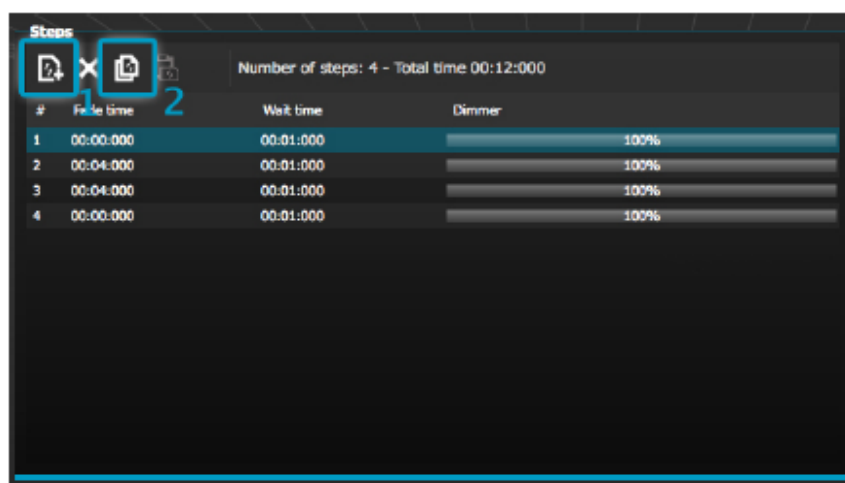 Steps
Number of steps: 4 - Total time 00:12:000
1 2
# Fade time Wait time Dimmer
1 00:00:000 00:01:000 100%
2 00:04:000 00:01:000 100%
3 00:04:000 00:01:000 100%
4 00:00:000 00:01:000 100%